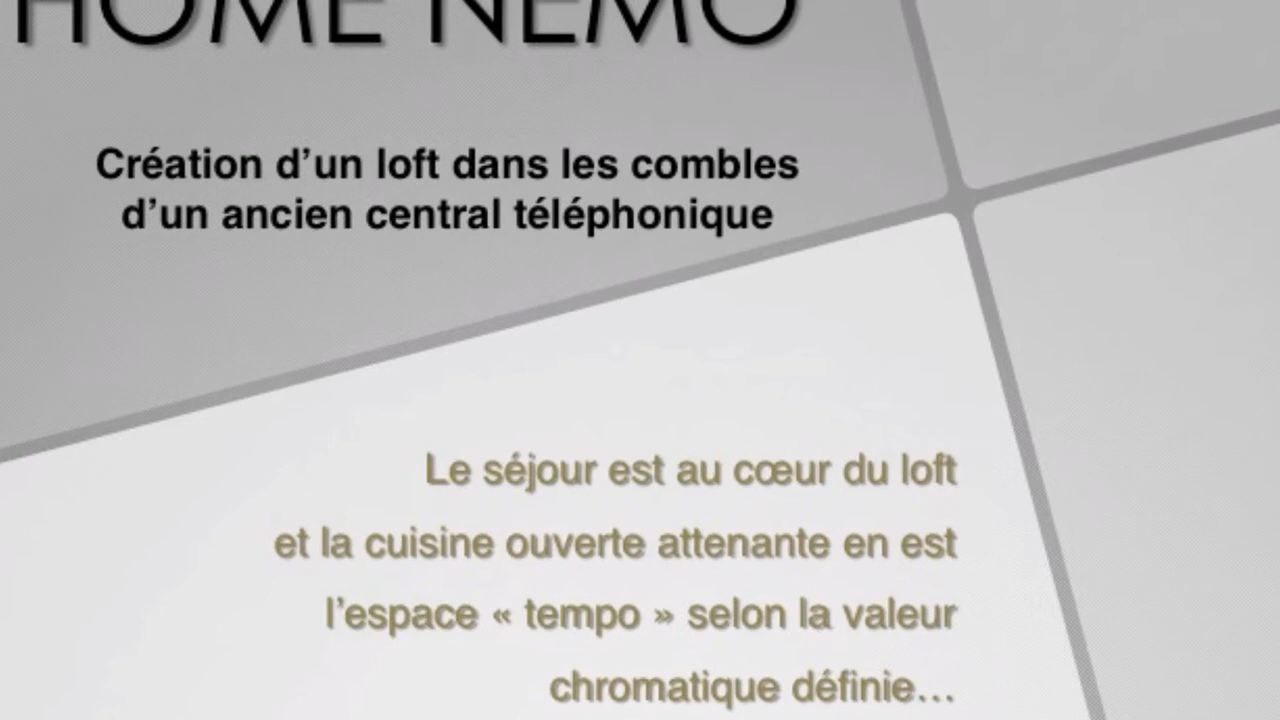 HOME NEMO
Création d’un loft dans les combles
d’un ancien central téléphonique
Le séjour est au cœur du loft
et la cuisine ouverte attenante en est
l’espace « tempo » selon la valeur
chromatique définie…